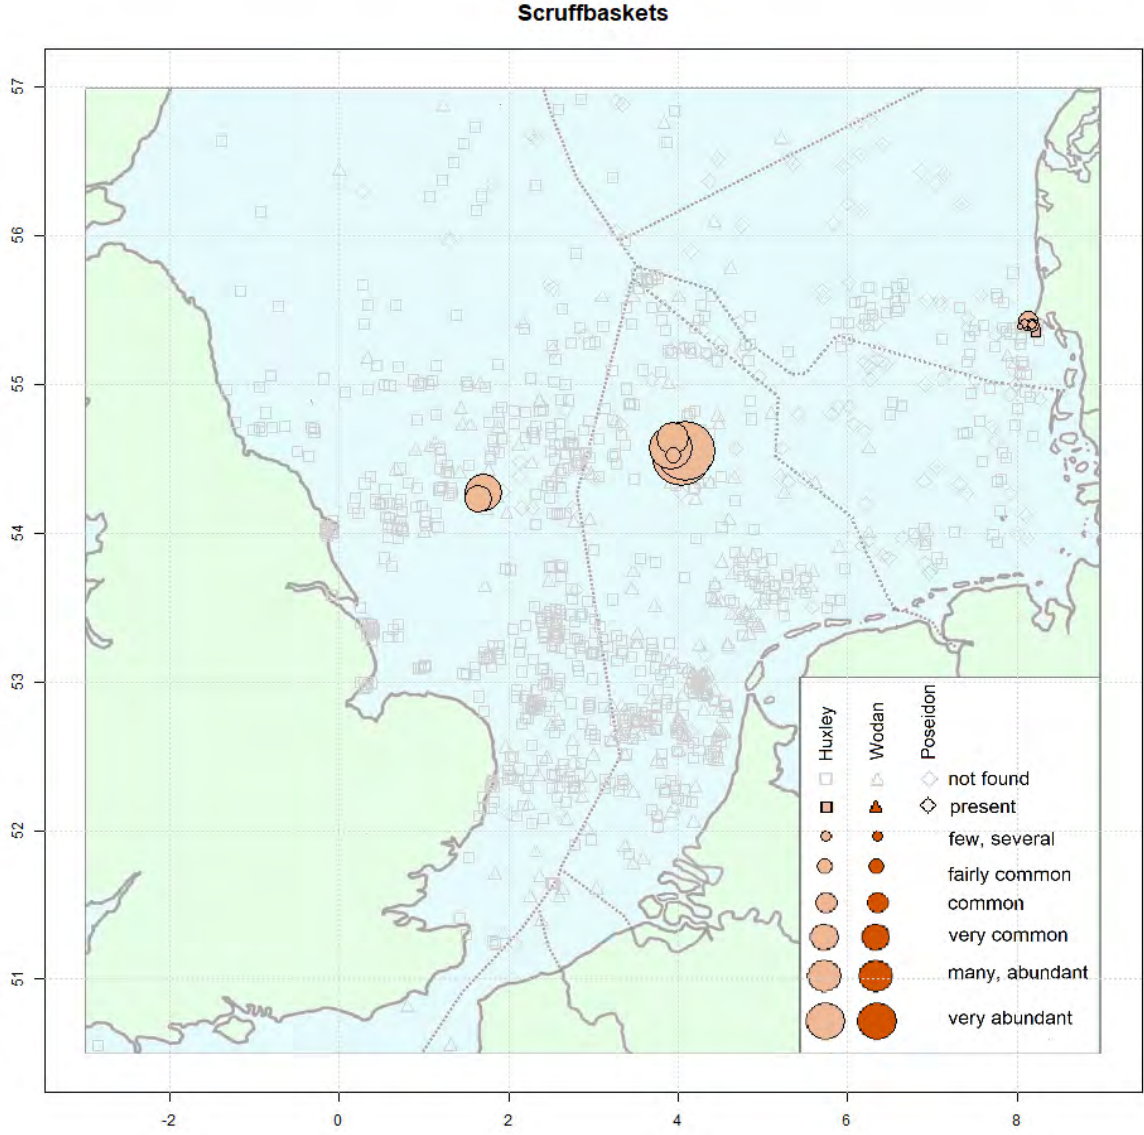 Scruffbaskets
57
56
55
54
53
52
51
Huxley
Wodan
Poseidon
not found
present
few, several
fairly common
common
very common
many, abundant
very abundant
-2 0 2 4 6 8